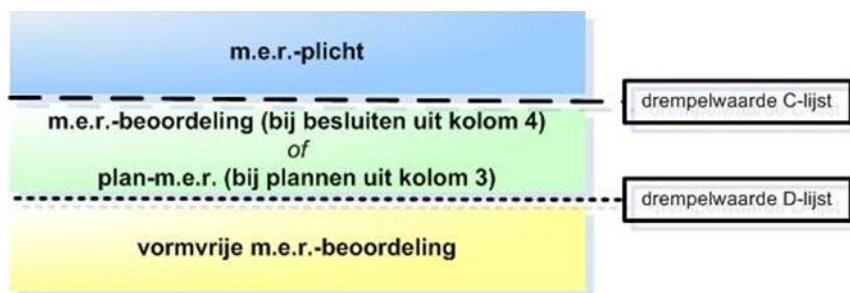 m.e.r.-plicht
drempelwaarde C-lijst
m.e.r.-beoordeling (bij besluiten uit kolom 4)
of
plan-m.e.r. (bij plannen uit kolom 3)
drempelwaarde D-lijst
vormvrije m.e.r.-beoordeling